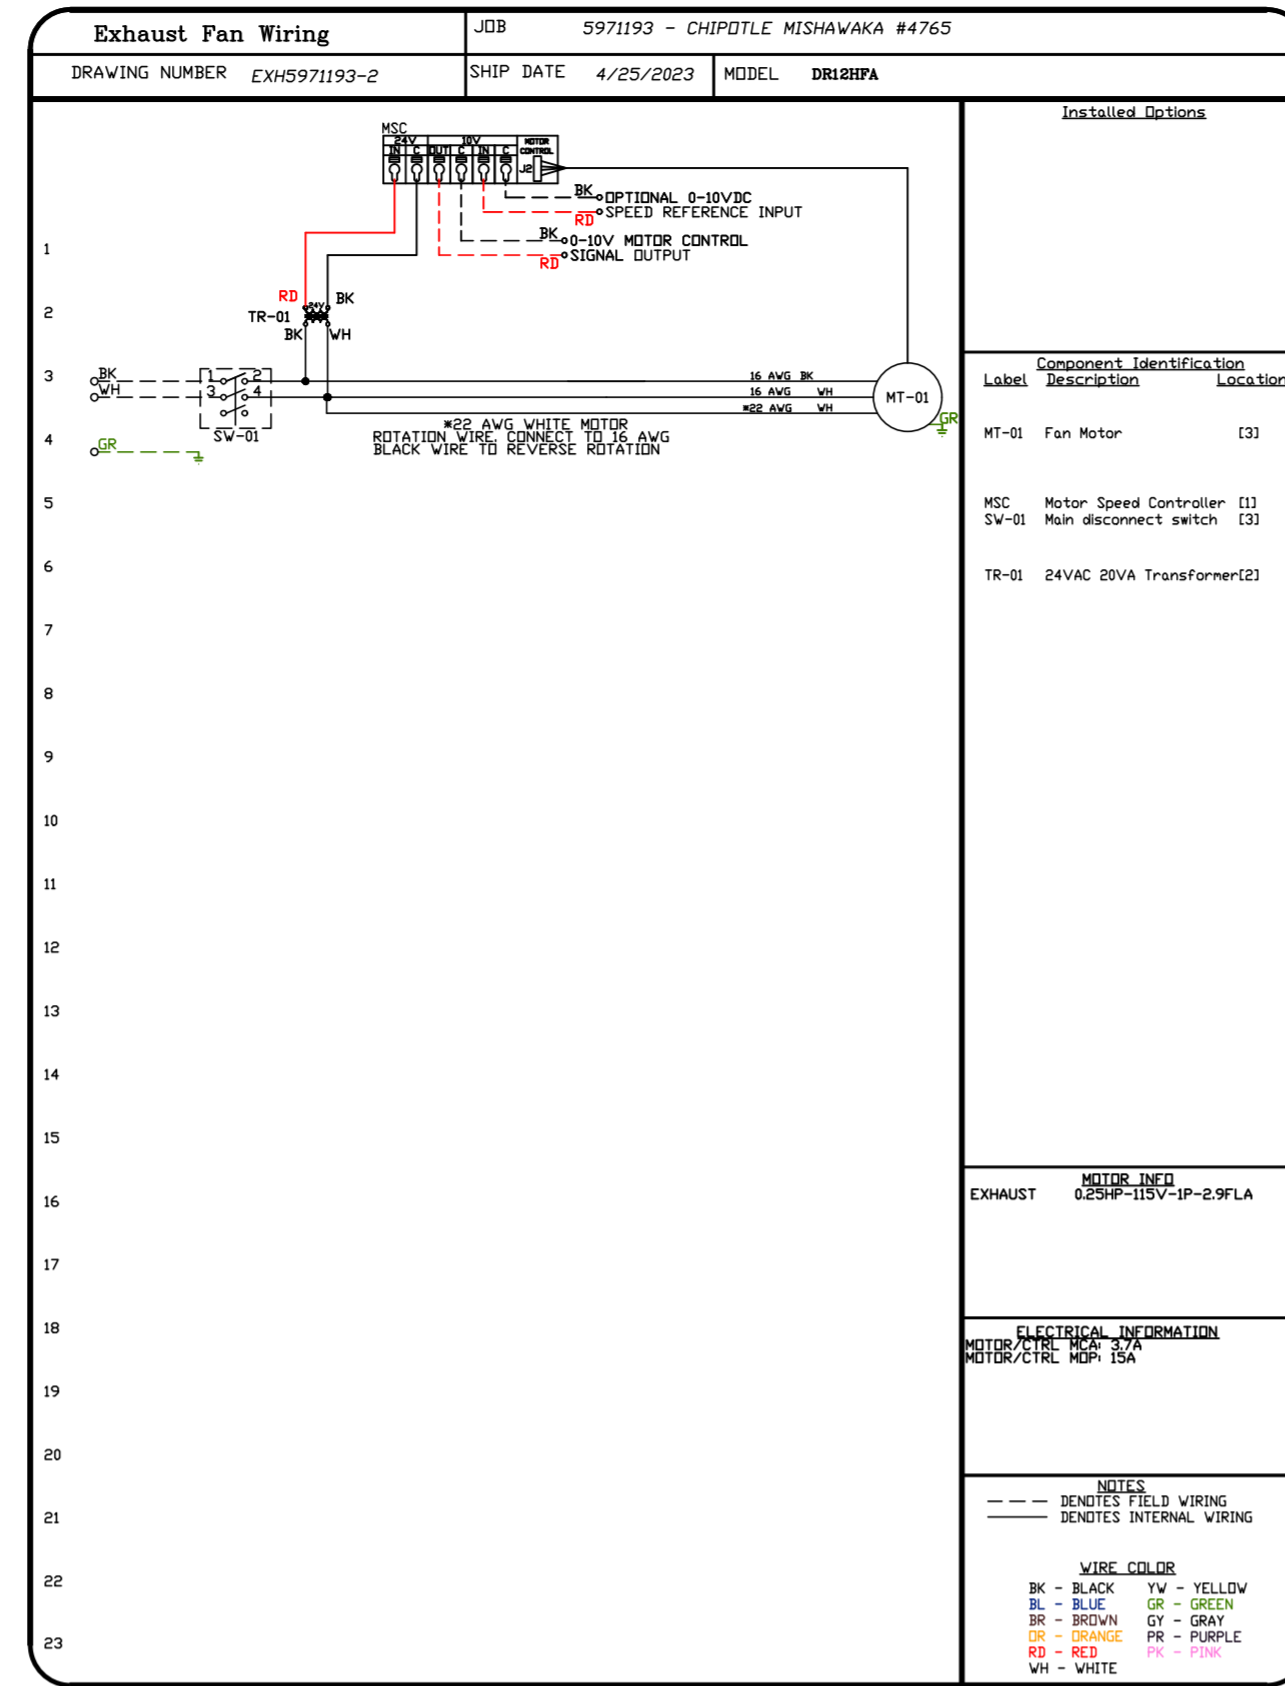 Exhaust Fan Wiring
JOB 5971193 - CHIPOTLE MISHAWAKA #4765
DRAWING NUMBER EXH5971193-2
SHIP DATE 4/25/2023
MODEL DR12HFA
MSC
24V 10V MOTOR
IN C OUT C IN C CONTROL
J2
BK OPTIONAL 0-10VDC
RD SPEED REFERENCE INPUT
BK 0-10V MOTOR CONTROL
RD SIGNAL OUTPUT
RD BK
24V
TR-01
BK WH
BK 1 2 16 AWG BK
WH 3 4 16 AWG WH
*22 AWG WH
MT-01
GR
SW-01
GR
*22 AWG WHITE MOTOR
ROTATION WIRE. CONNECT TO 16 AWG
BLACK WIRE TO REVERSE ROTATION
1
2
3
4
5
6
7
8
9
10
11
12
13
14
15
16
17
18
19
20
21
22
23
Installed Options
Component Identification
Label Description Location
MT-01 Fan Motor [3]
MSC Motor Speed Controller [1]
SW-01 Main disconnect switch [3]
TR-01 24VAC 20VA Transformer[2]
MOTOR INFO
EXHAUST 0.25HP-115V-1P-2.9FLA
ELECTRICAL INFORMATION
MOTOR/CTRL MCA: 3.7A
MOTOR/CTRL MOP: 15A
NOTES
DENOTES FIELD WIRING
DENOTES INTERNAL WIRING
WIRE COLOR
BK - BLACK YW - YELLOW
BL - BLUE GR - GREEN
BR - BROWN GY - GRAY
OR - ORANGE PR - PURPLE
RD - RED PK - PINK
WH - WHITE